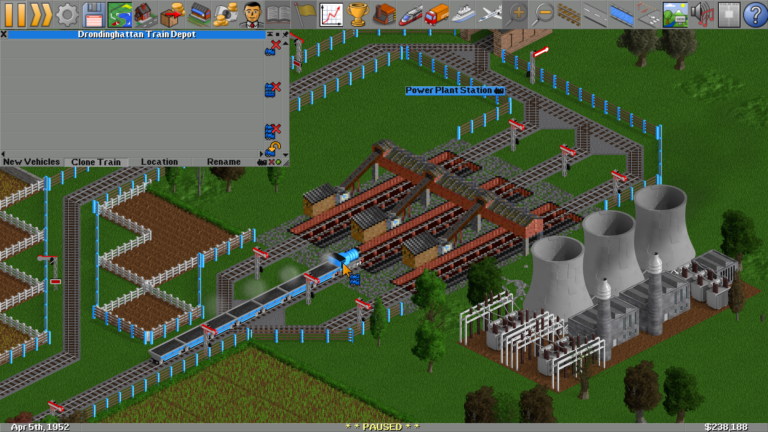 Drondinghattan Train Depot
Power Plant Station
New Vehicles Clone Train Location Rename
Apr 5th, 1952 * * PAUSED * * $238,188